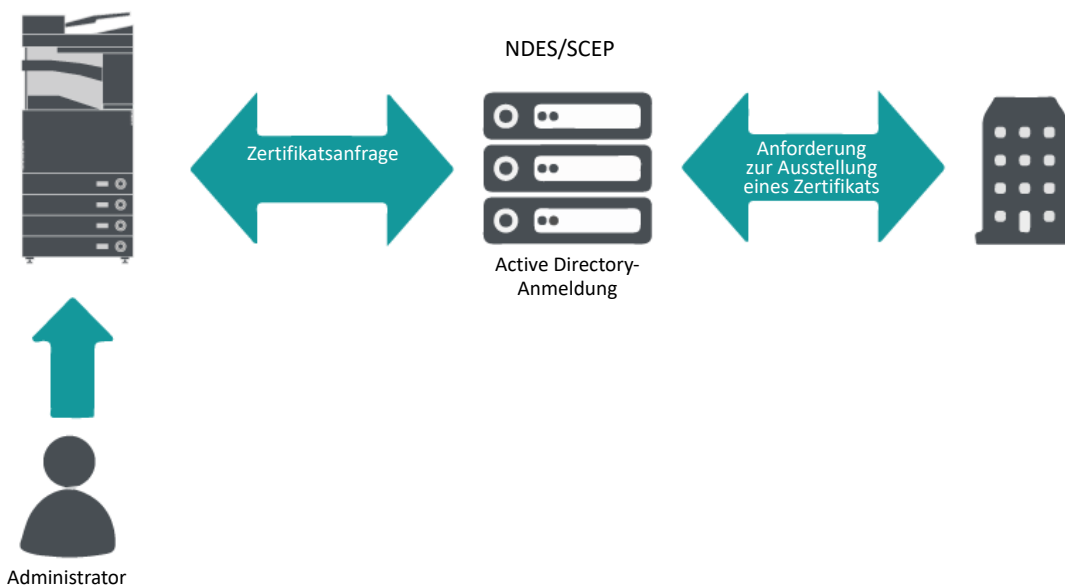 NDES/SCEP
Zertifikatsanfrage
Anforderung
zur Ausstellung
eines Zertifikats
Active Directory-
Anmeldung
Administrator